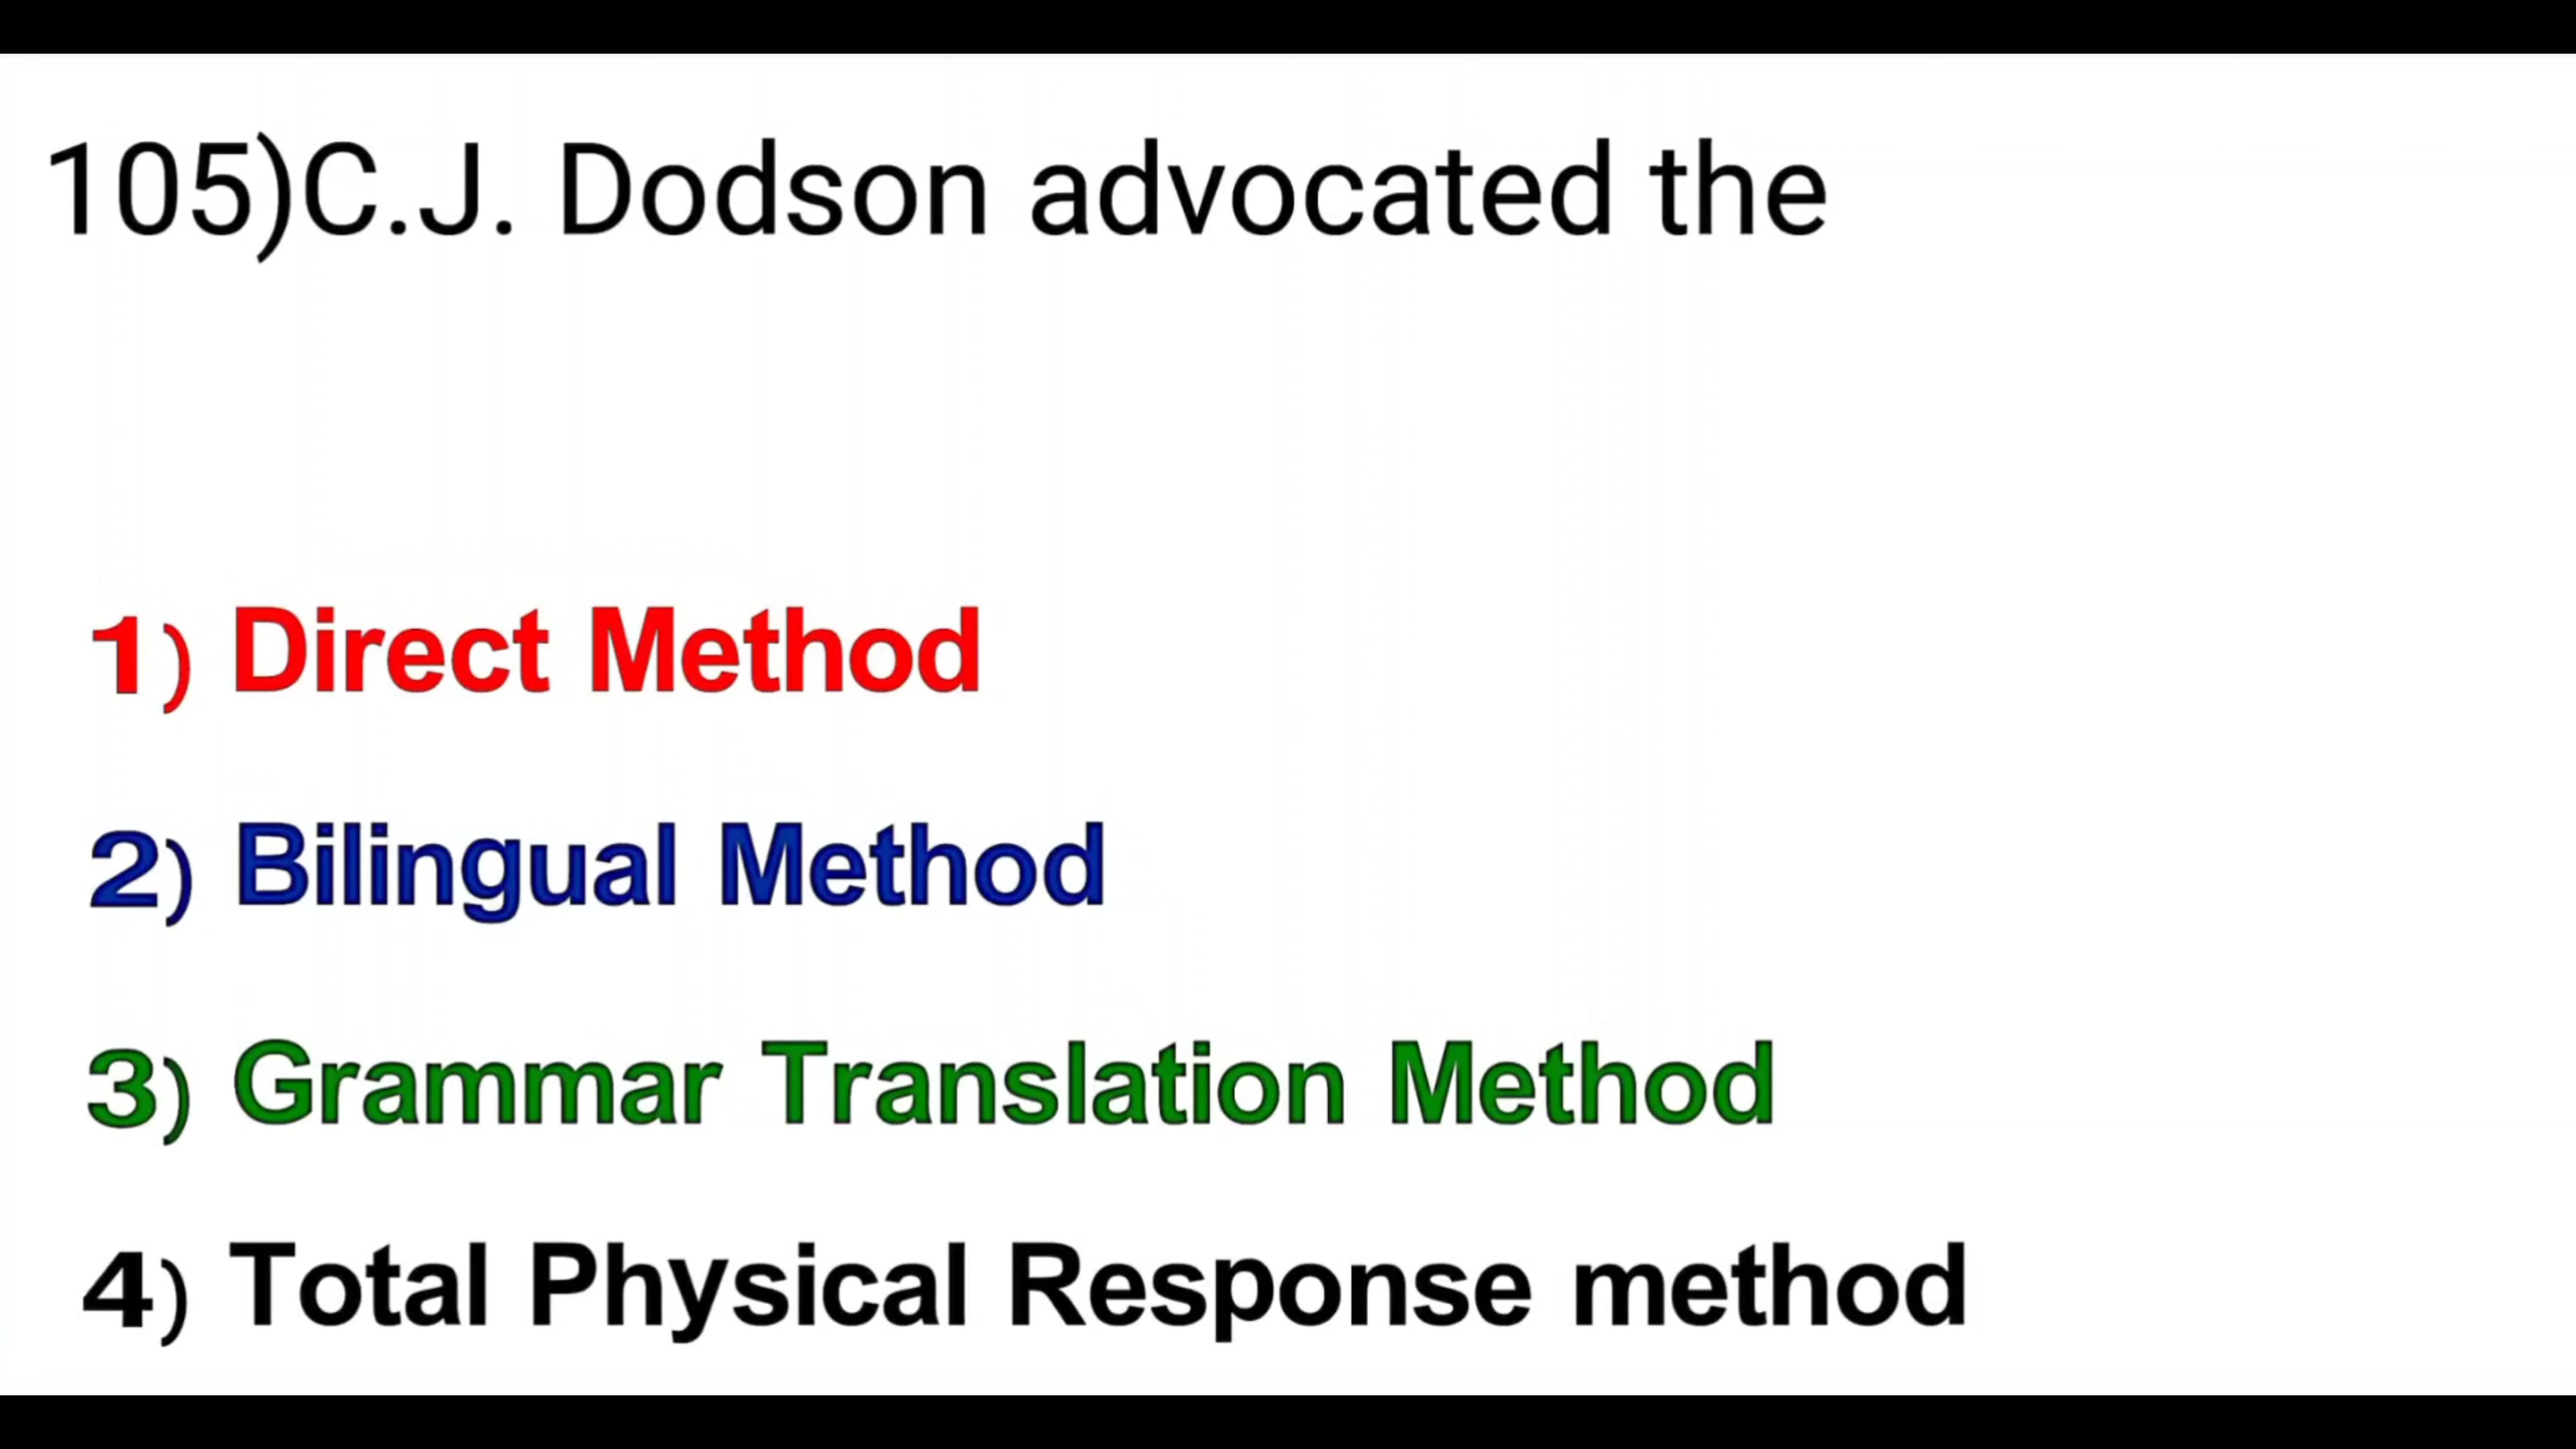 105)C.J. Dodson advocated the
1) Direct Method
2) Bilingual Method
3) Grammar Translation Method
4) Total Physical Response method